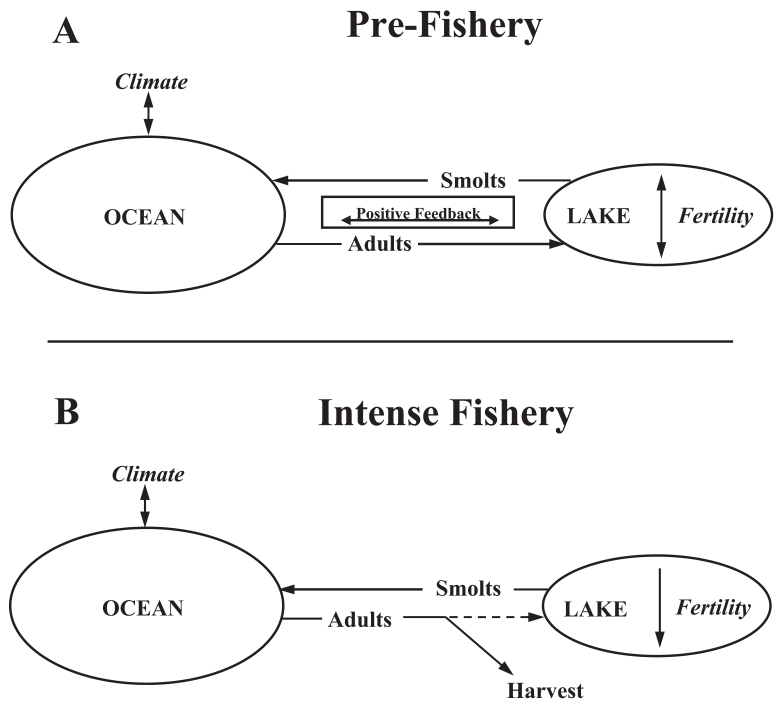 A
Pre-Fishery
Climate
OCEAN
Smolts
Positive Feedback
Adults
LAKE
Fertility
B
Intense Fishery
Climate
OCEAN
Smolts
Adults
LAKE
Fertility
Harvest